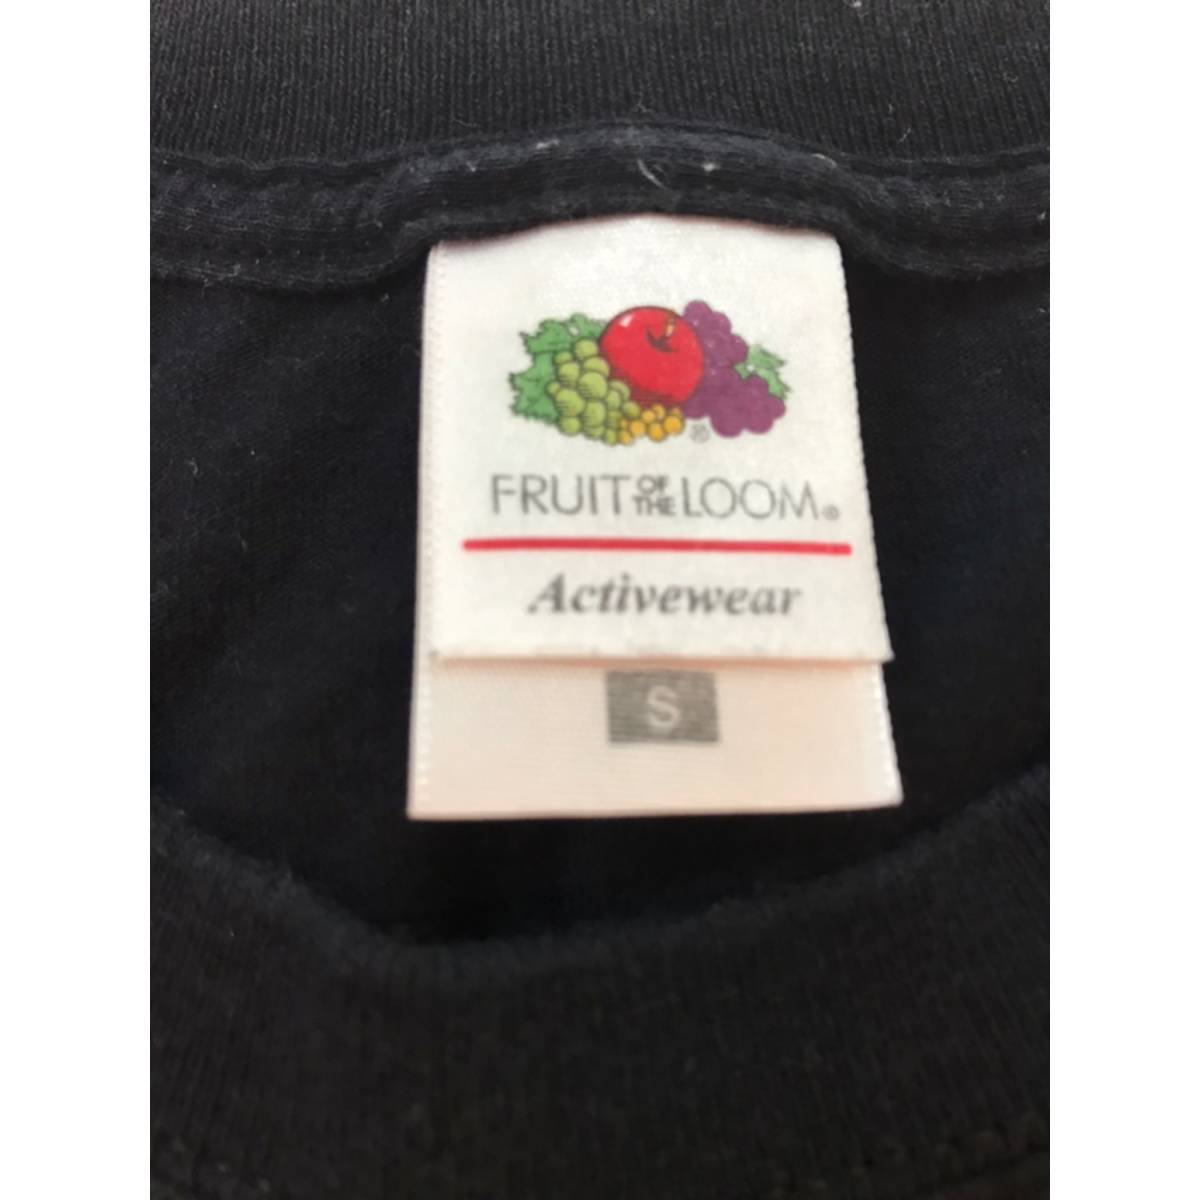 ®
FRUIT OF THE LOOM®
Activewear
S